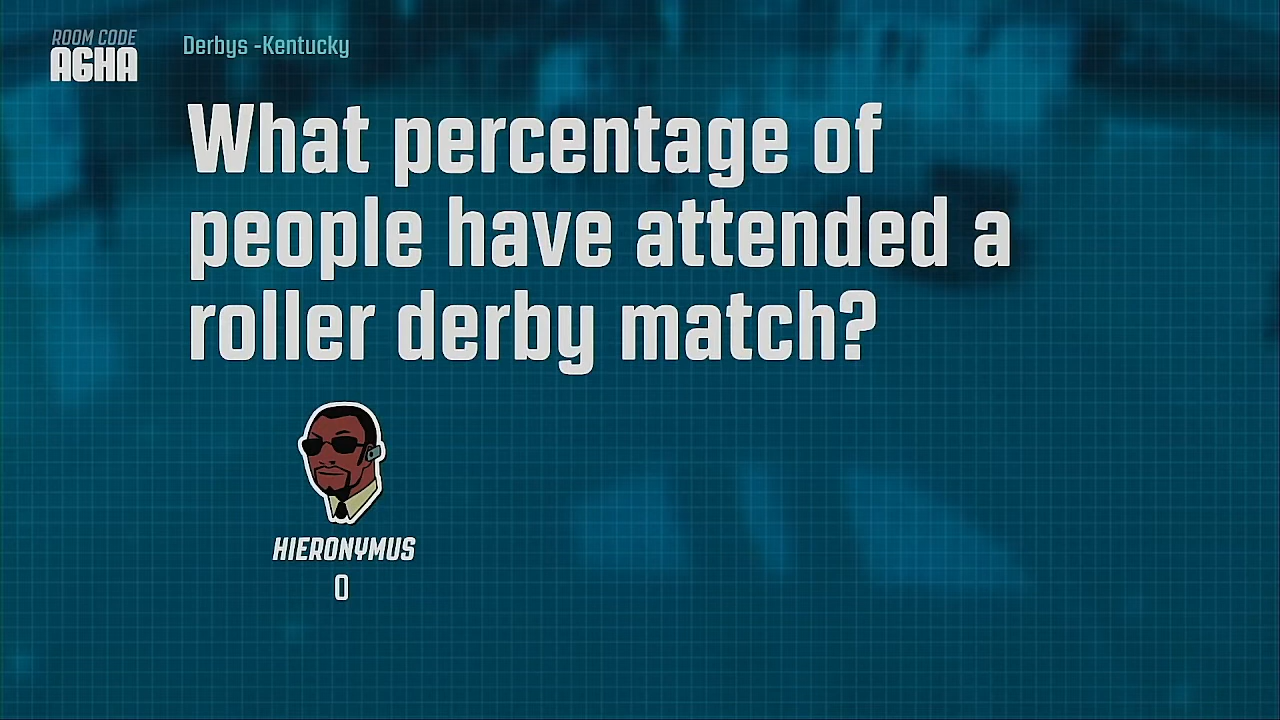 ROOM CODE
AGHA
Derbys -Kentucky
What percentage of
people have attended a
roller derby match?
HIERONYMUS
0